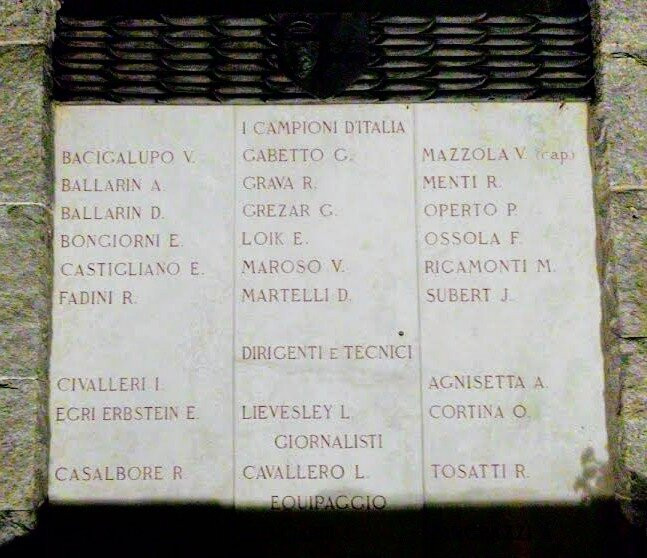 I CAMPIONI D'ITALIA
BACIGALUPO V.
BALLARIN A.
BALLARIN D.
BONGIORNI E.
CASTIGLIANO E.
FADINI R.
GABETTO G.
GRAVA R.
GREZAR G.
LOIK E.
MAROSO V.
MARTELLI D.
MAZZOLA V. (cap.)
MENTI R.
OPERTO P.
OSSOLA F.
RIGAMONTI M.
SUBERT J.
DIRIGENTI E TECNICI
CIVALLERI I.
EGRI ERBSTEIN E.
LIEVESLEY L.
AGNISETTA A.
CORTINA O.
GIORNALISTI
CASALBORE R.
CAVALLERO L.
TOSATTI R.
EQUIPAGGIO